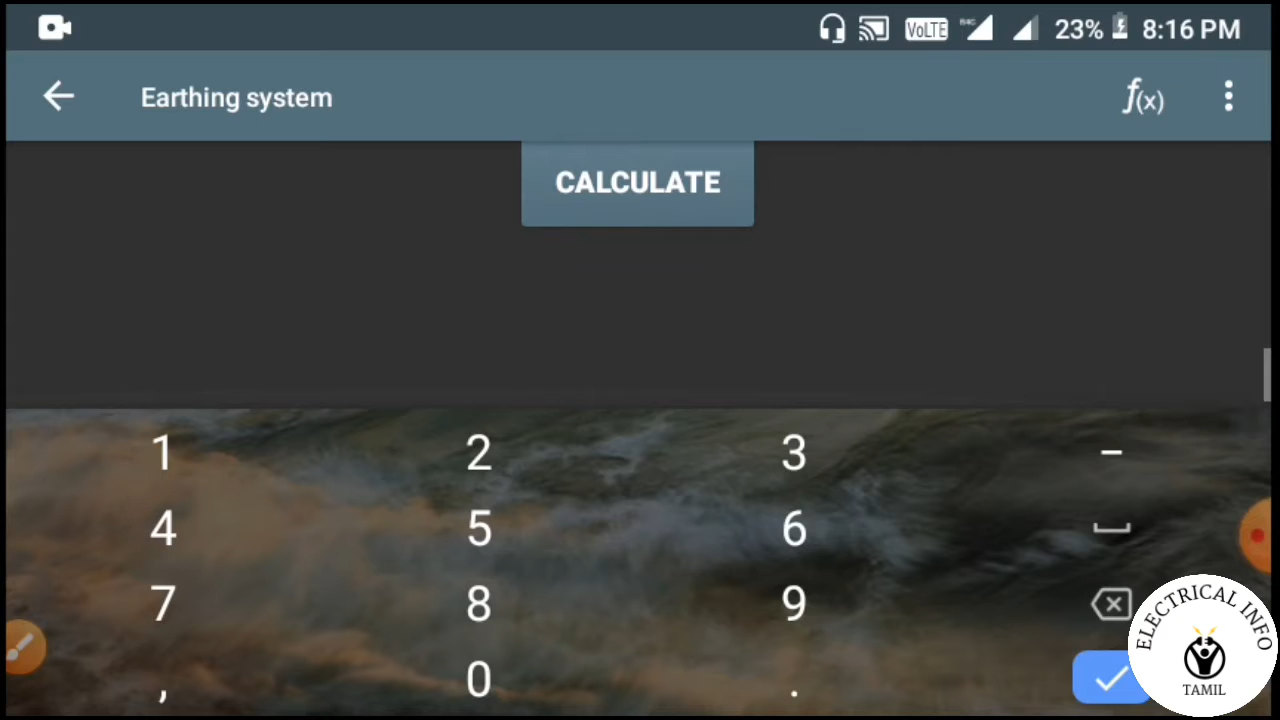 VoLTE 23% 8:16 PM
Earthing system f(x)
CALCULATE
1 2 3 –
4 5 6
7 8 9
, 0 .
ELECTRICAL INFO
TAMIL